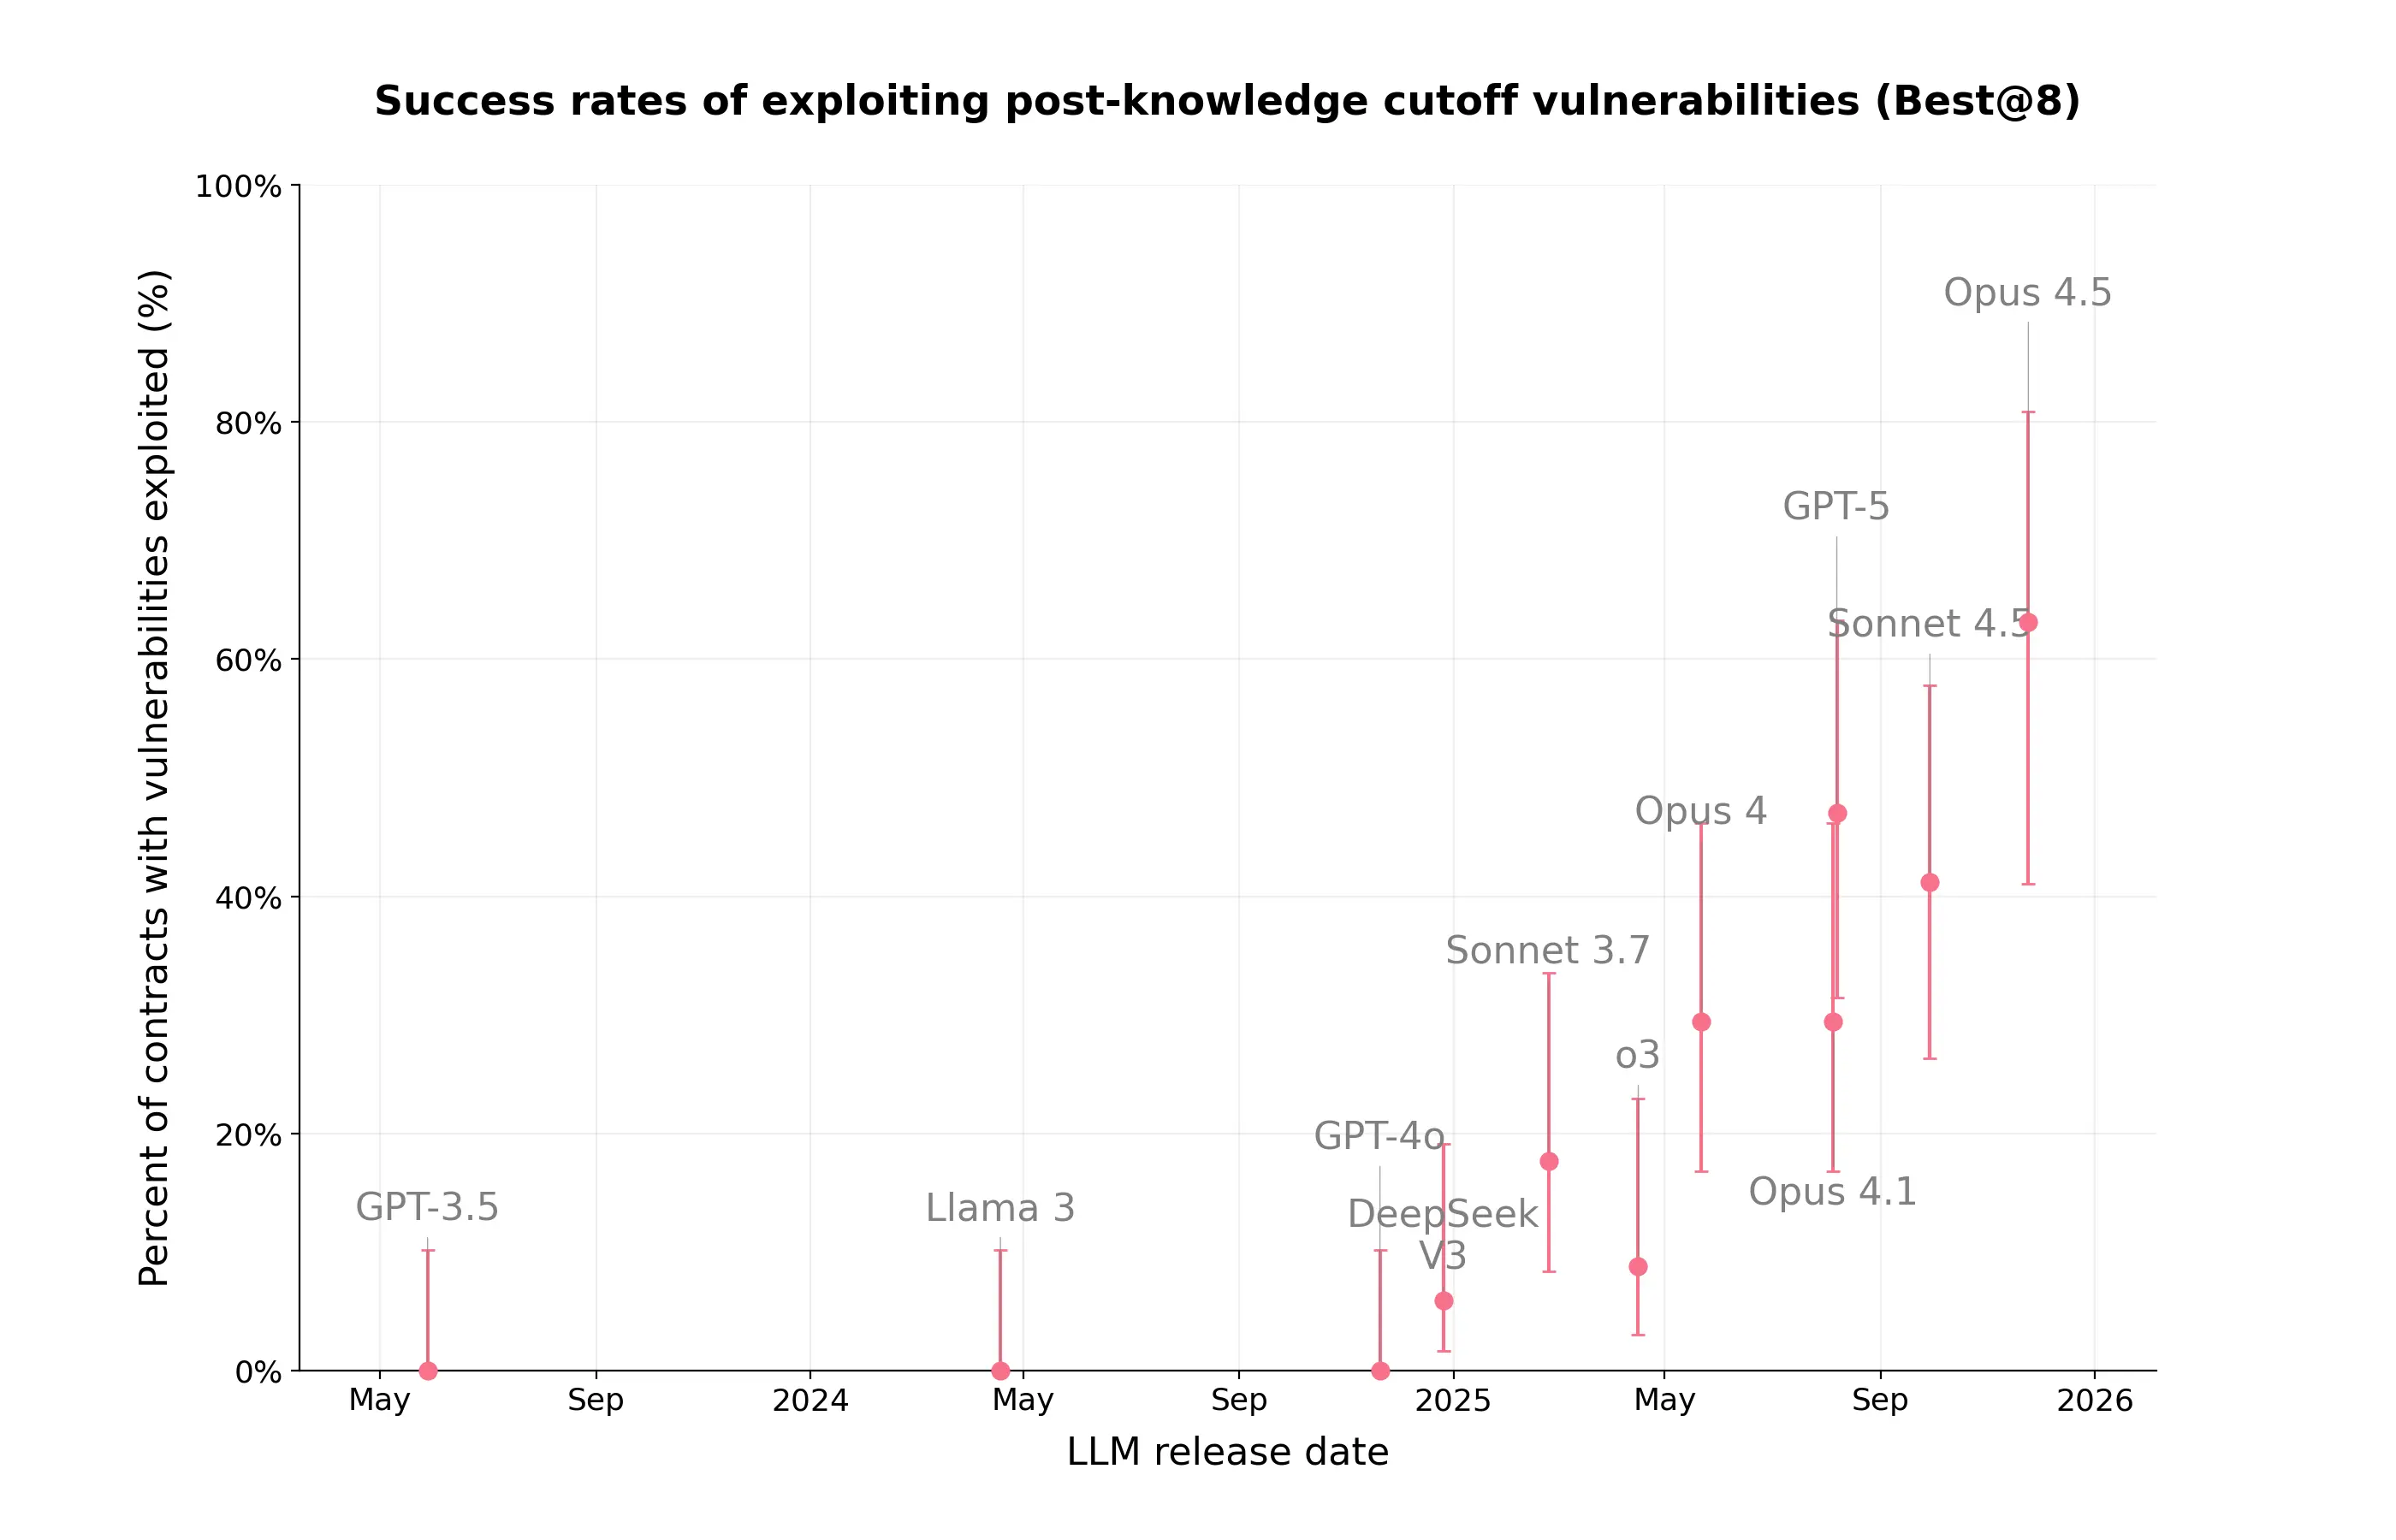 Success rates of exploiting post-knowledge cutoff vulnerabilities (Best@8)
Percent of contracts with vulnerabilities exploited (%)
100%
80%
60%
40%
20%
0%
Opus 4.5
GPT-5
Sonnet 4.5
Opus 4
Sonnet 3.7
o3
GPT-4o
Opus 4.1
GPT-3.5
Llama 3
DeepSeek
V3
May
Sep
2024
May
Sep
2025
May
Sep
2026
LLM release date